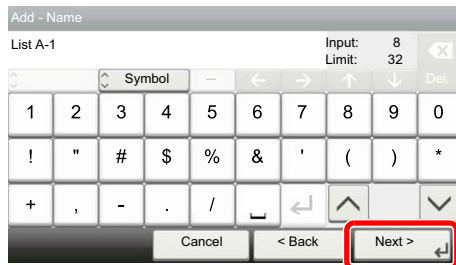 Add - Name
List A-1 Input: 8
Limit: 32
Symbol — ← → ↑ ↓ Del.
1 2 3 4 5 6 7 8 9 0
! " # $ % & ' ( ) *
+ , - . / _
Cancel < Back Next >